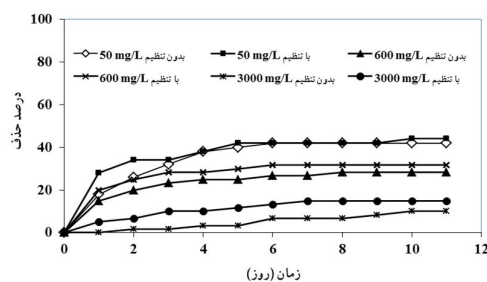 100
80
60
40
20
0
درصد حذف
50 mg/L بدون تنظیم
50 mg/L با تنظیم
600 mg/L بدون تنظیم
600 mg/L با تنظیم
3000 mg/L بدون تنظیم
3000 mg/L با تنظیم
0 2 4 6 8 10 12
زمان (روز)